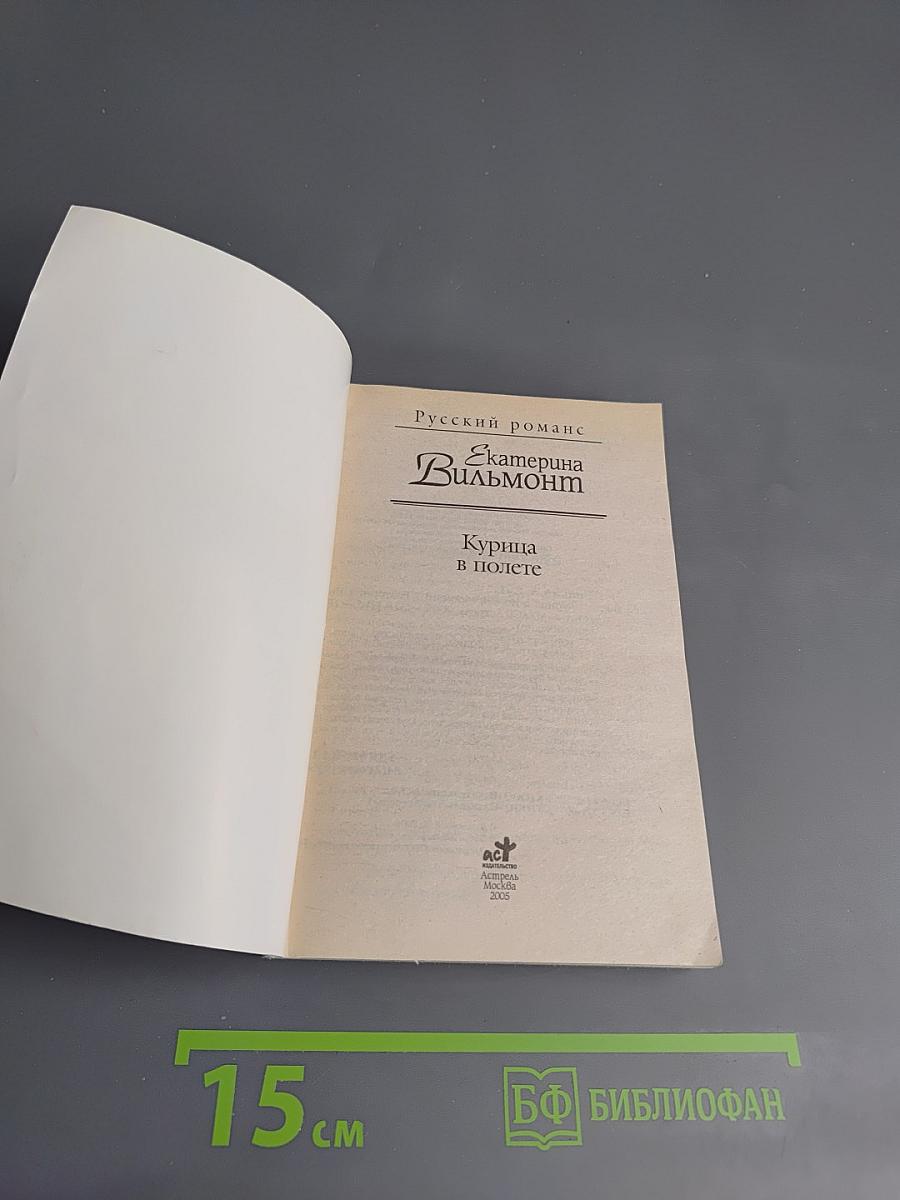 Русский романс
Екатерина
Вильмонт
Курица
в полете
аст
ИЗДАТЕЛЬСТВО
Астрель
Москва
2005
15 см
БФ БИБЛИОФАН